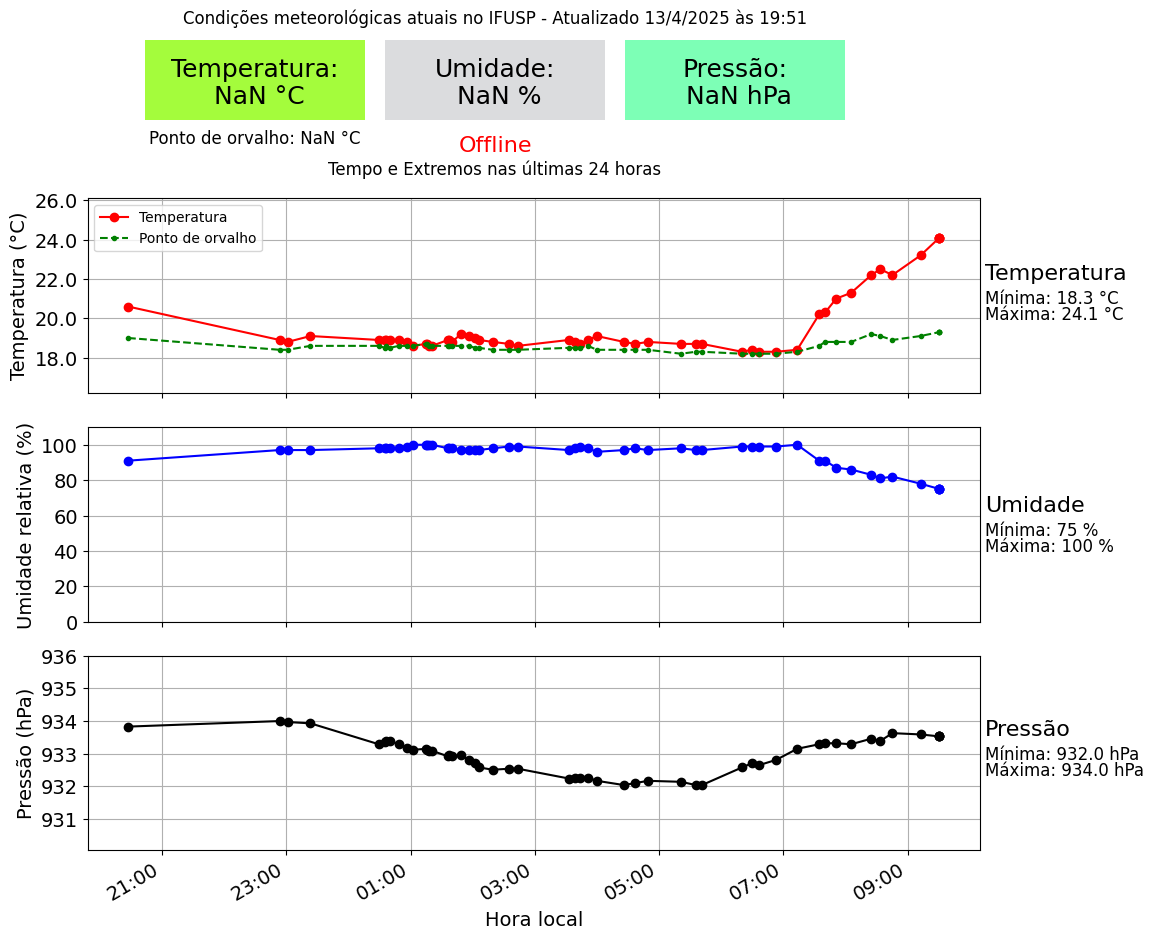 Condições meteorológicas atuais no IFUSP - Atualizado 13/4/2025 às 19:51
Temperatura:
NaN °C
Umidade:
NaN %
Pressão:
NaN hPa
Ponto de orvalho: NaN °C
Offline
Tempo e Extremos nas últimas 24 horas
Temperatura (°C)
26.0
24.0
22.0
20.0
18.0
Temperatura
Ponto de orvalho
Temperatura
Mínima: 18.3 °C
Máxima: 24.1 °C
Umidade relativa (%)
100
80
60
40
20
0
Umidade
Mínima: 75 %
Máxima: 100 %
Pressão (hPa)
936
935
934
933
932
931
Pressão
Mínima: 932.0 hPa
Máxima: 934.0 hPa
21:00
23:00
01:00
03:00
05:00
07:00
09:00
Hora local